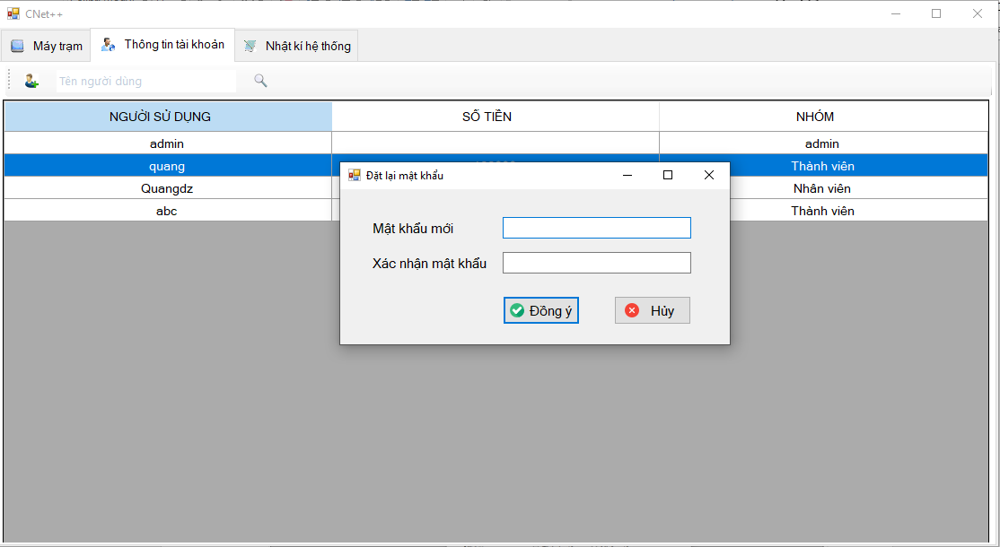 CNet++
Máy trạm Thông tin tài khoản Nhật kí hệ thống
Tên người dùng
NGƯỜI SỬ DỤNG SỐ TIỀN NHÓM
admin admin
quang Thành viên
Quangdz Nhân viên
abc Thành viên
Đặt lại mật khẩu
Mật khẩu mới
Xác nhận mật khẩu
Đồng ý Hủy